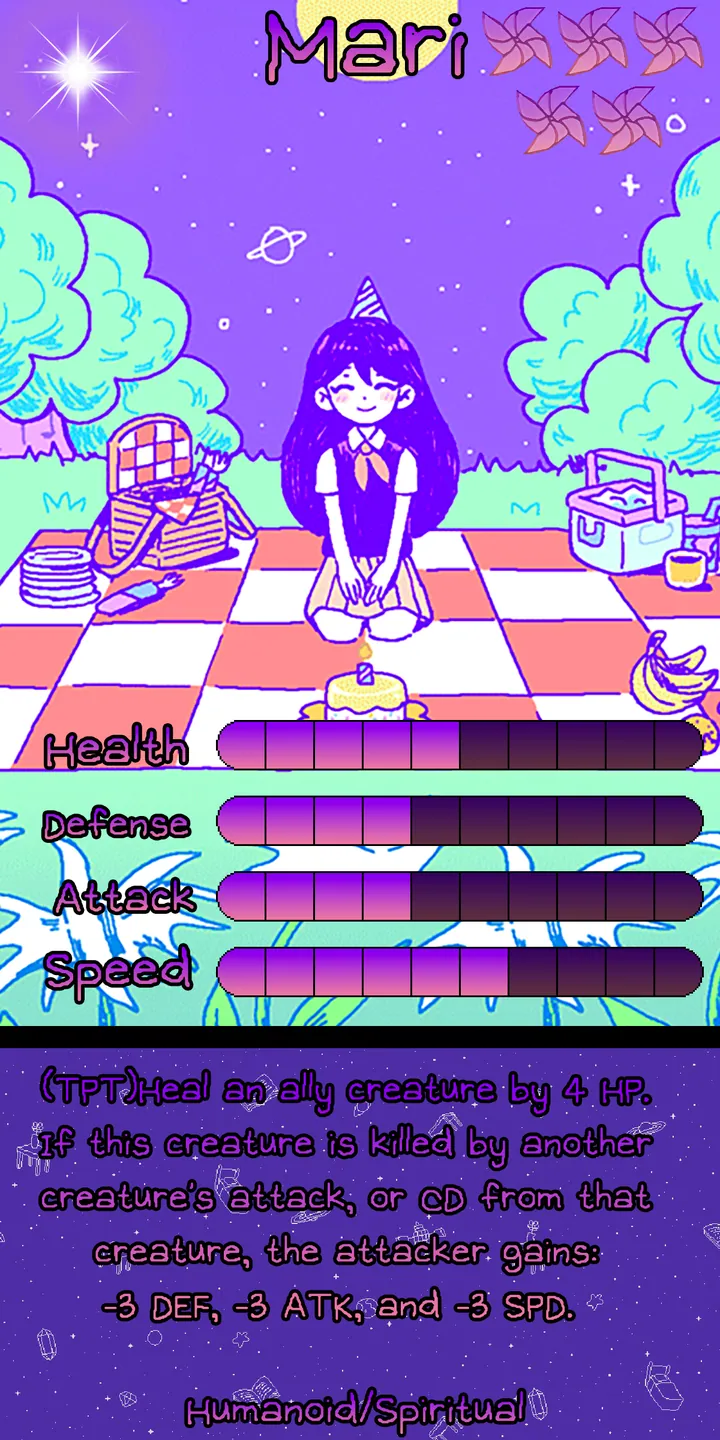 Mari
Health
Defense
Attack
Speed
(TPT)Heal an ally creature by 4 HP.
If this creature is killed by another
creature's attack, or CD from that
creature, the attacker gains:
-3 DEF, -3 ATK, and -3 SPD.
Humanoid/Spiritual